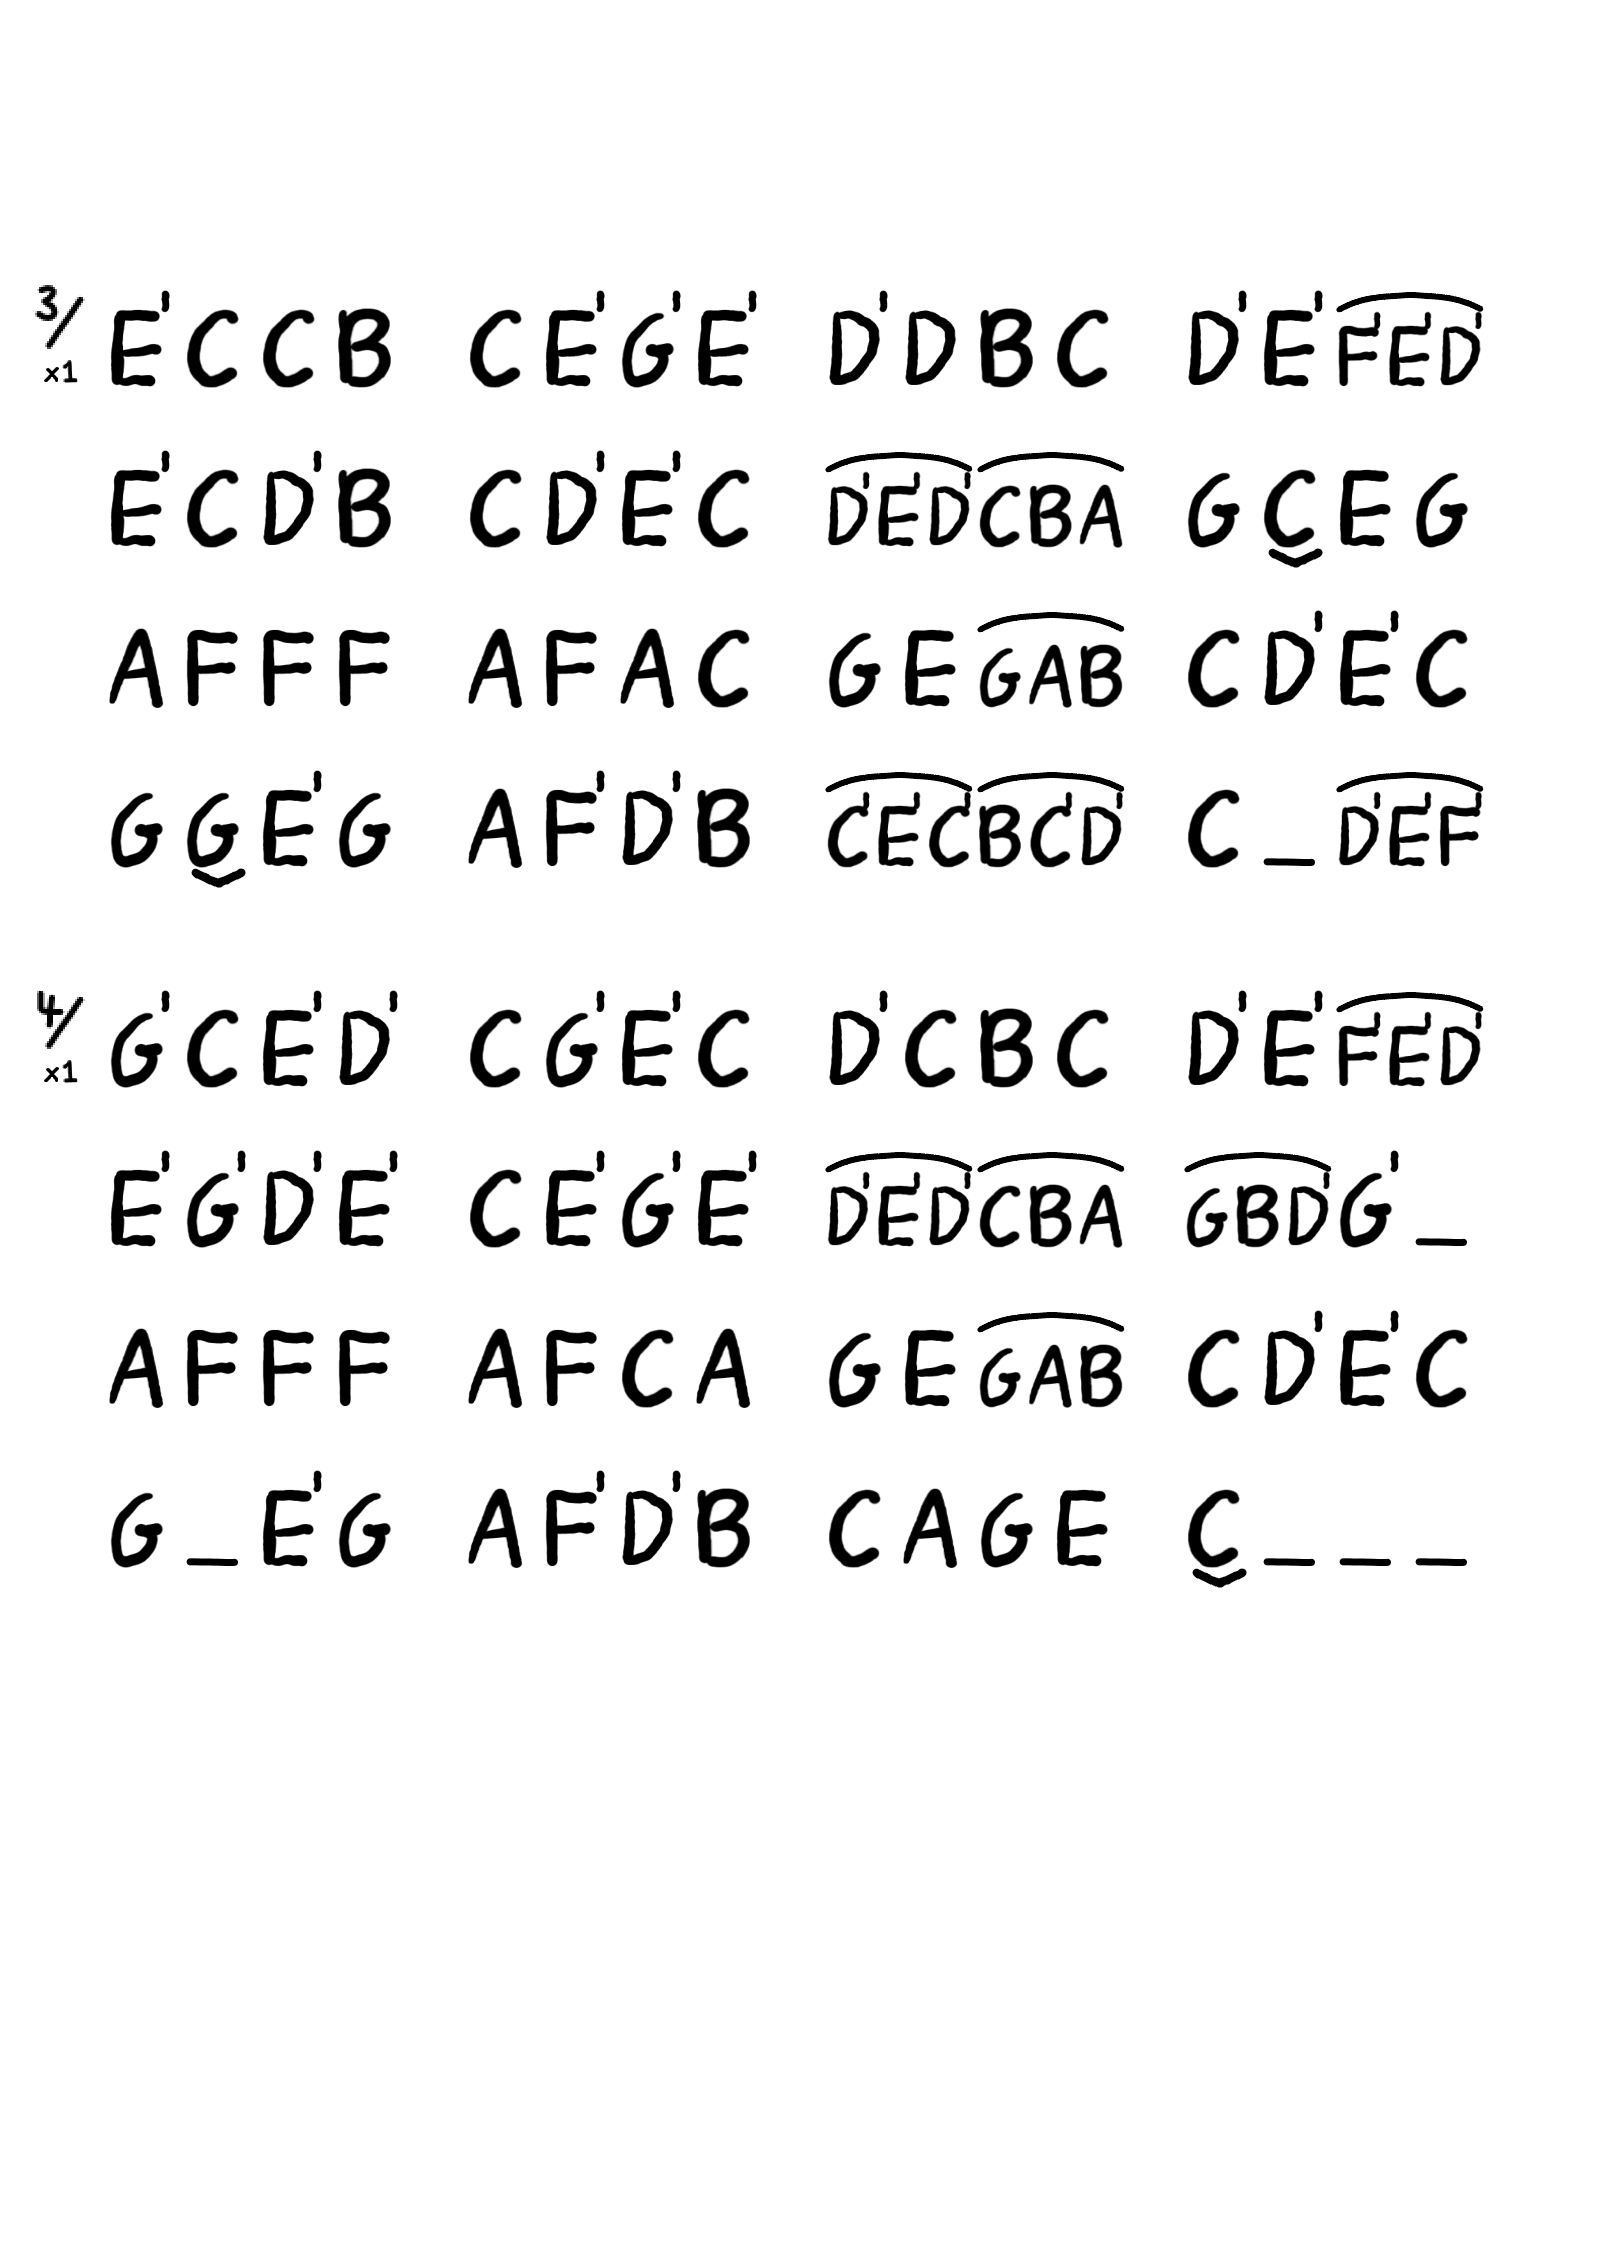 3/ E'CCB CE'G'E' D'DBC D'E'F'E'D'
x1
E'CD'B CD'E'C D'E'D'CBA GCEG
AFFF AFAC GEGAB CD'E'C
GGE'G AF'D'B C'E'C'BC'D' C_D'E'F'
4/ G'CE'D' CG'E'C D'CBC D'E'F'E'D'
x1
E'G'D'E' CE'G'E' D'E'D'CBA GBD'G'_
AFFF AFCA GEGAB CD'E'C
G_E'G AF'D'B CAGE C___